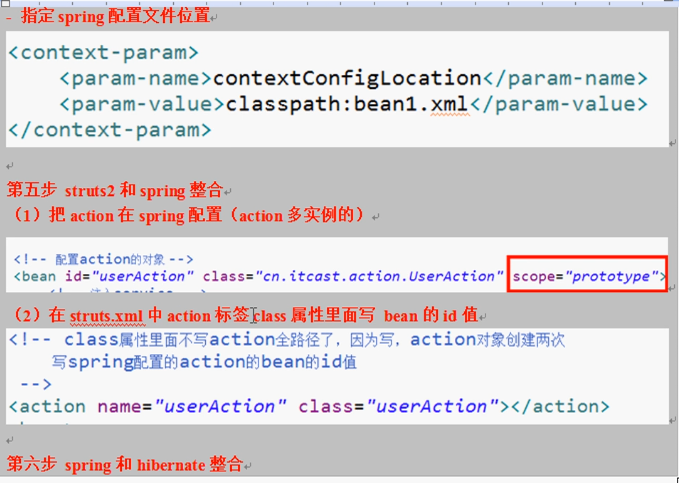 - 指定 spring 配置文件位置
<context-param>
<param-name>contextConfigLocation</param-name>
<param-value>classpath:bean1.xml</param-value>
</context-param>
第五步 struts2 和 spring 整合
（1）把 action 在 spring 配置（action 多实例的）
<!-- 配置action的对象 -->
<bean id="userAction" class="cn.itcast.action.UserAction" scope="prototype">
（2）在 struts.xml 中 action 标签 class 属性里面写 bean 的 id 值
<!-- class属性里面不写action全路径了，因为写，action对象创建两次
写spring配置的action的bean的id值
-->
<action name="userAction" class="userAction"></action>
第六步 spring 和 hibernate 整合